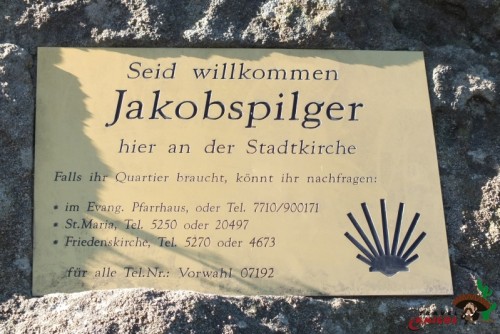 Seid willkommen
Jakobspilger
hier an der Stadtkirche
Falls ihr Quartier braucht, könnt ihr nachfragen:
• im Evang. Pfarrhaus, oder Tel. 7710/900171
• St.Maria, Tel. 5250 oder 20497
• Friedenskirche, Tel. 5270 oder 4673
für alle Tel.Nr.: Vorwahl 07192